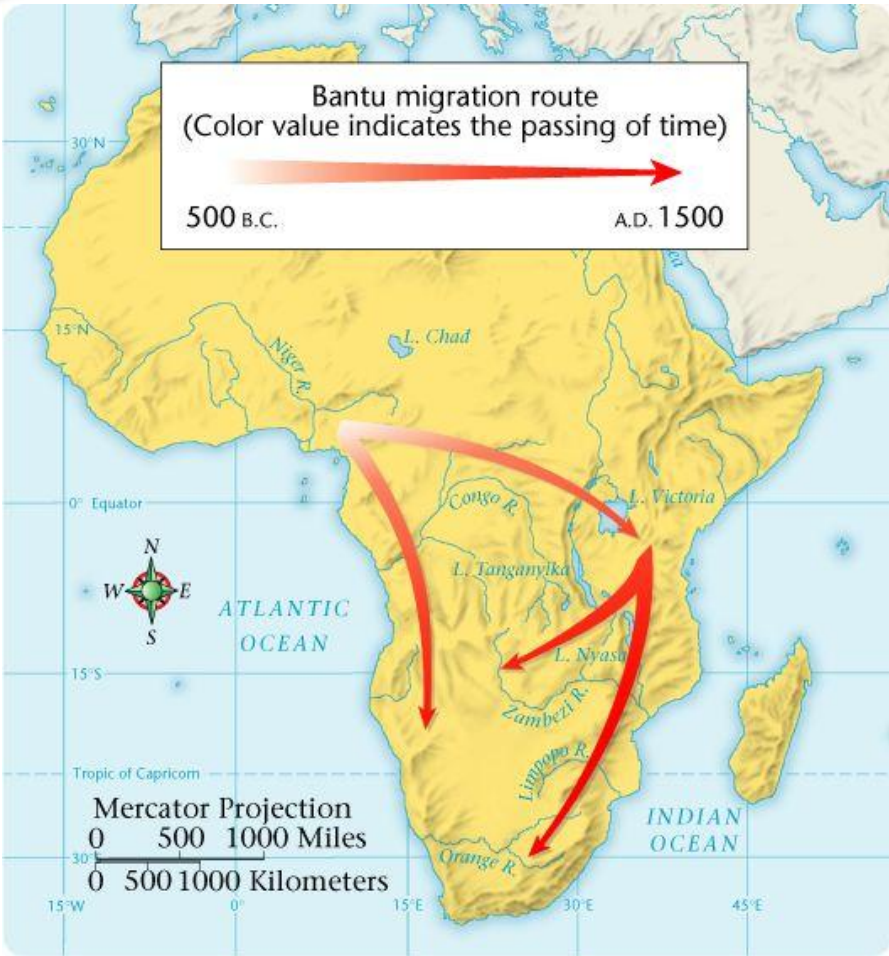 Bantu migration route
(Color value indicates the passing of time)
500 B.C.
A.D. 1500
30°N
ea
15°N
L. Chad
Niger R.
0° Equator
Congo R.
L. Victoria
L. Tanganyika
N
W E
S
ATLANTIC
OCEAN
L. Nyasa
15°S
Zambezi R.
Limpopo R.
Tropic of Capricorn
Mercator Projection
0 500 1000 Miles
0 500 1000 Kilometers
INDIAN
OCEAN
30°
Orange R.
15°W 0° 15°E 30°E 45°E